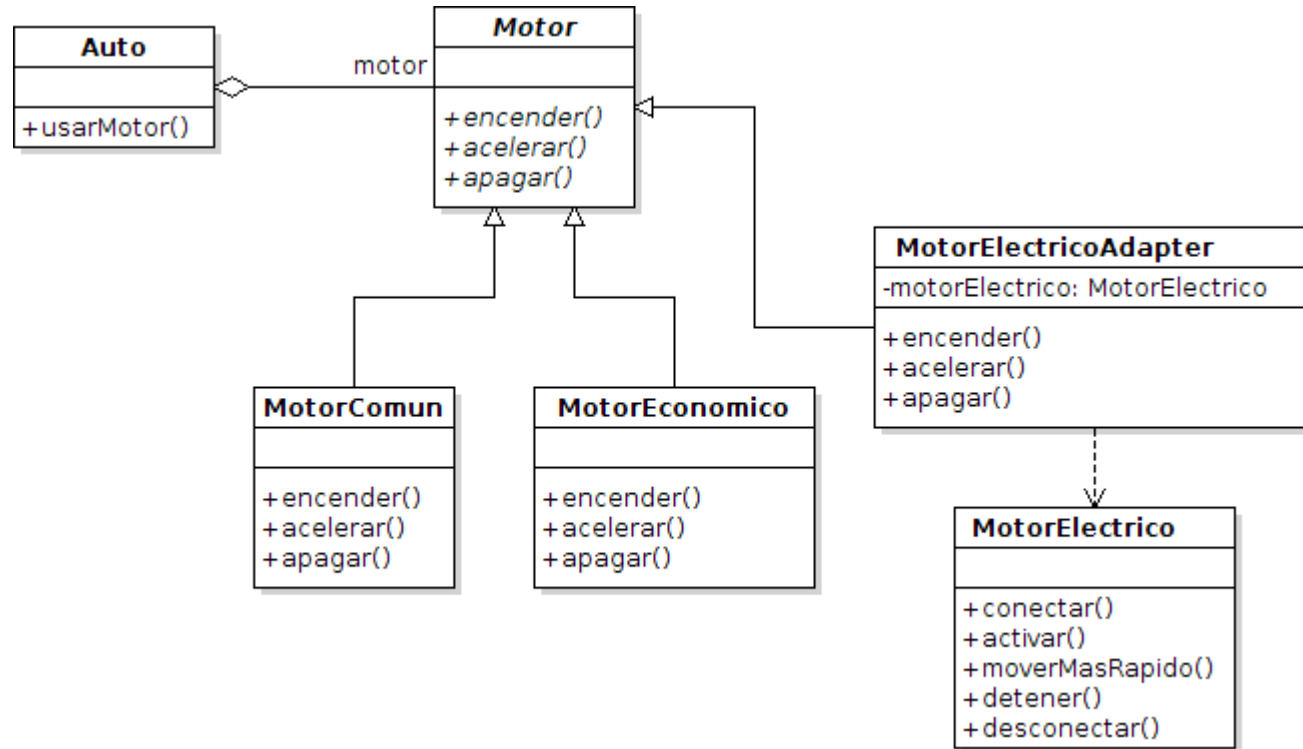 Auto
+usarMotor()
motor
Motor
+encender()
+acelerar()
+apagar()
MotorElectricoAdapter
-motorElectrico: MotorElectrico
+encender()
+acelerar()
+apagar()
MotorComun
+encender()
+acelerar()
+apagar()
MotorEconomico
+encender()
+acelerar()
+apagar()
MotorElectrico
+conectar()
+activar()
+moverMasRapido()
+detener()
+desconectar()